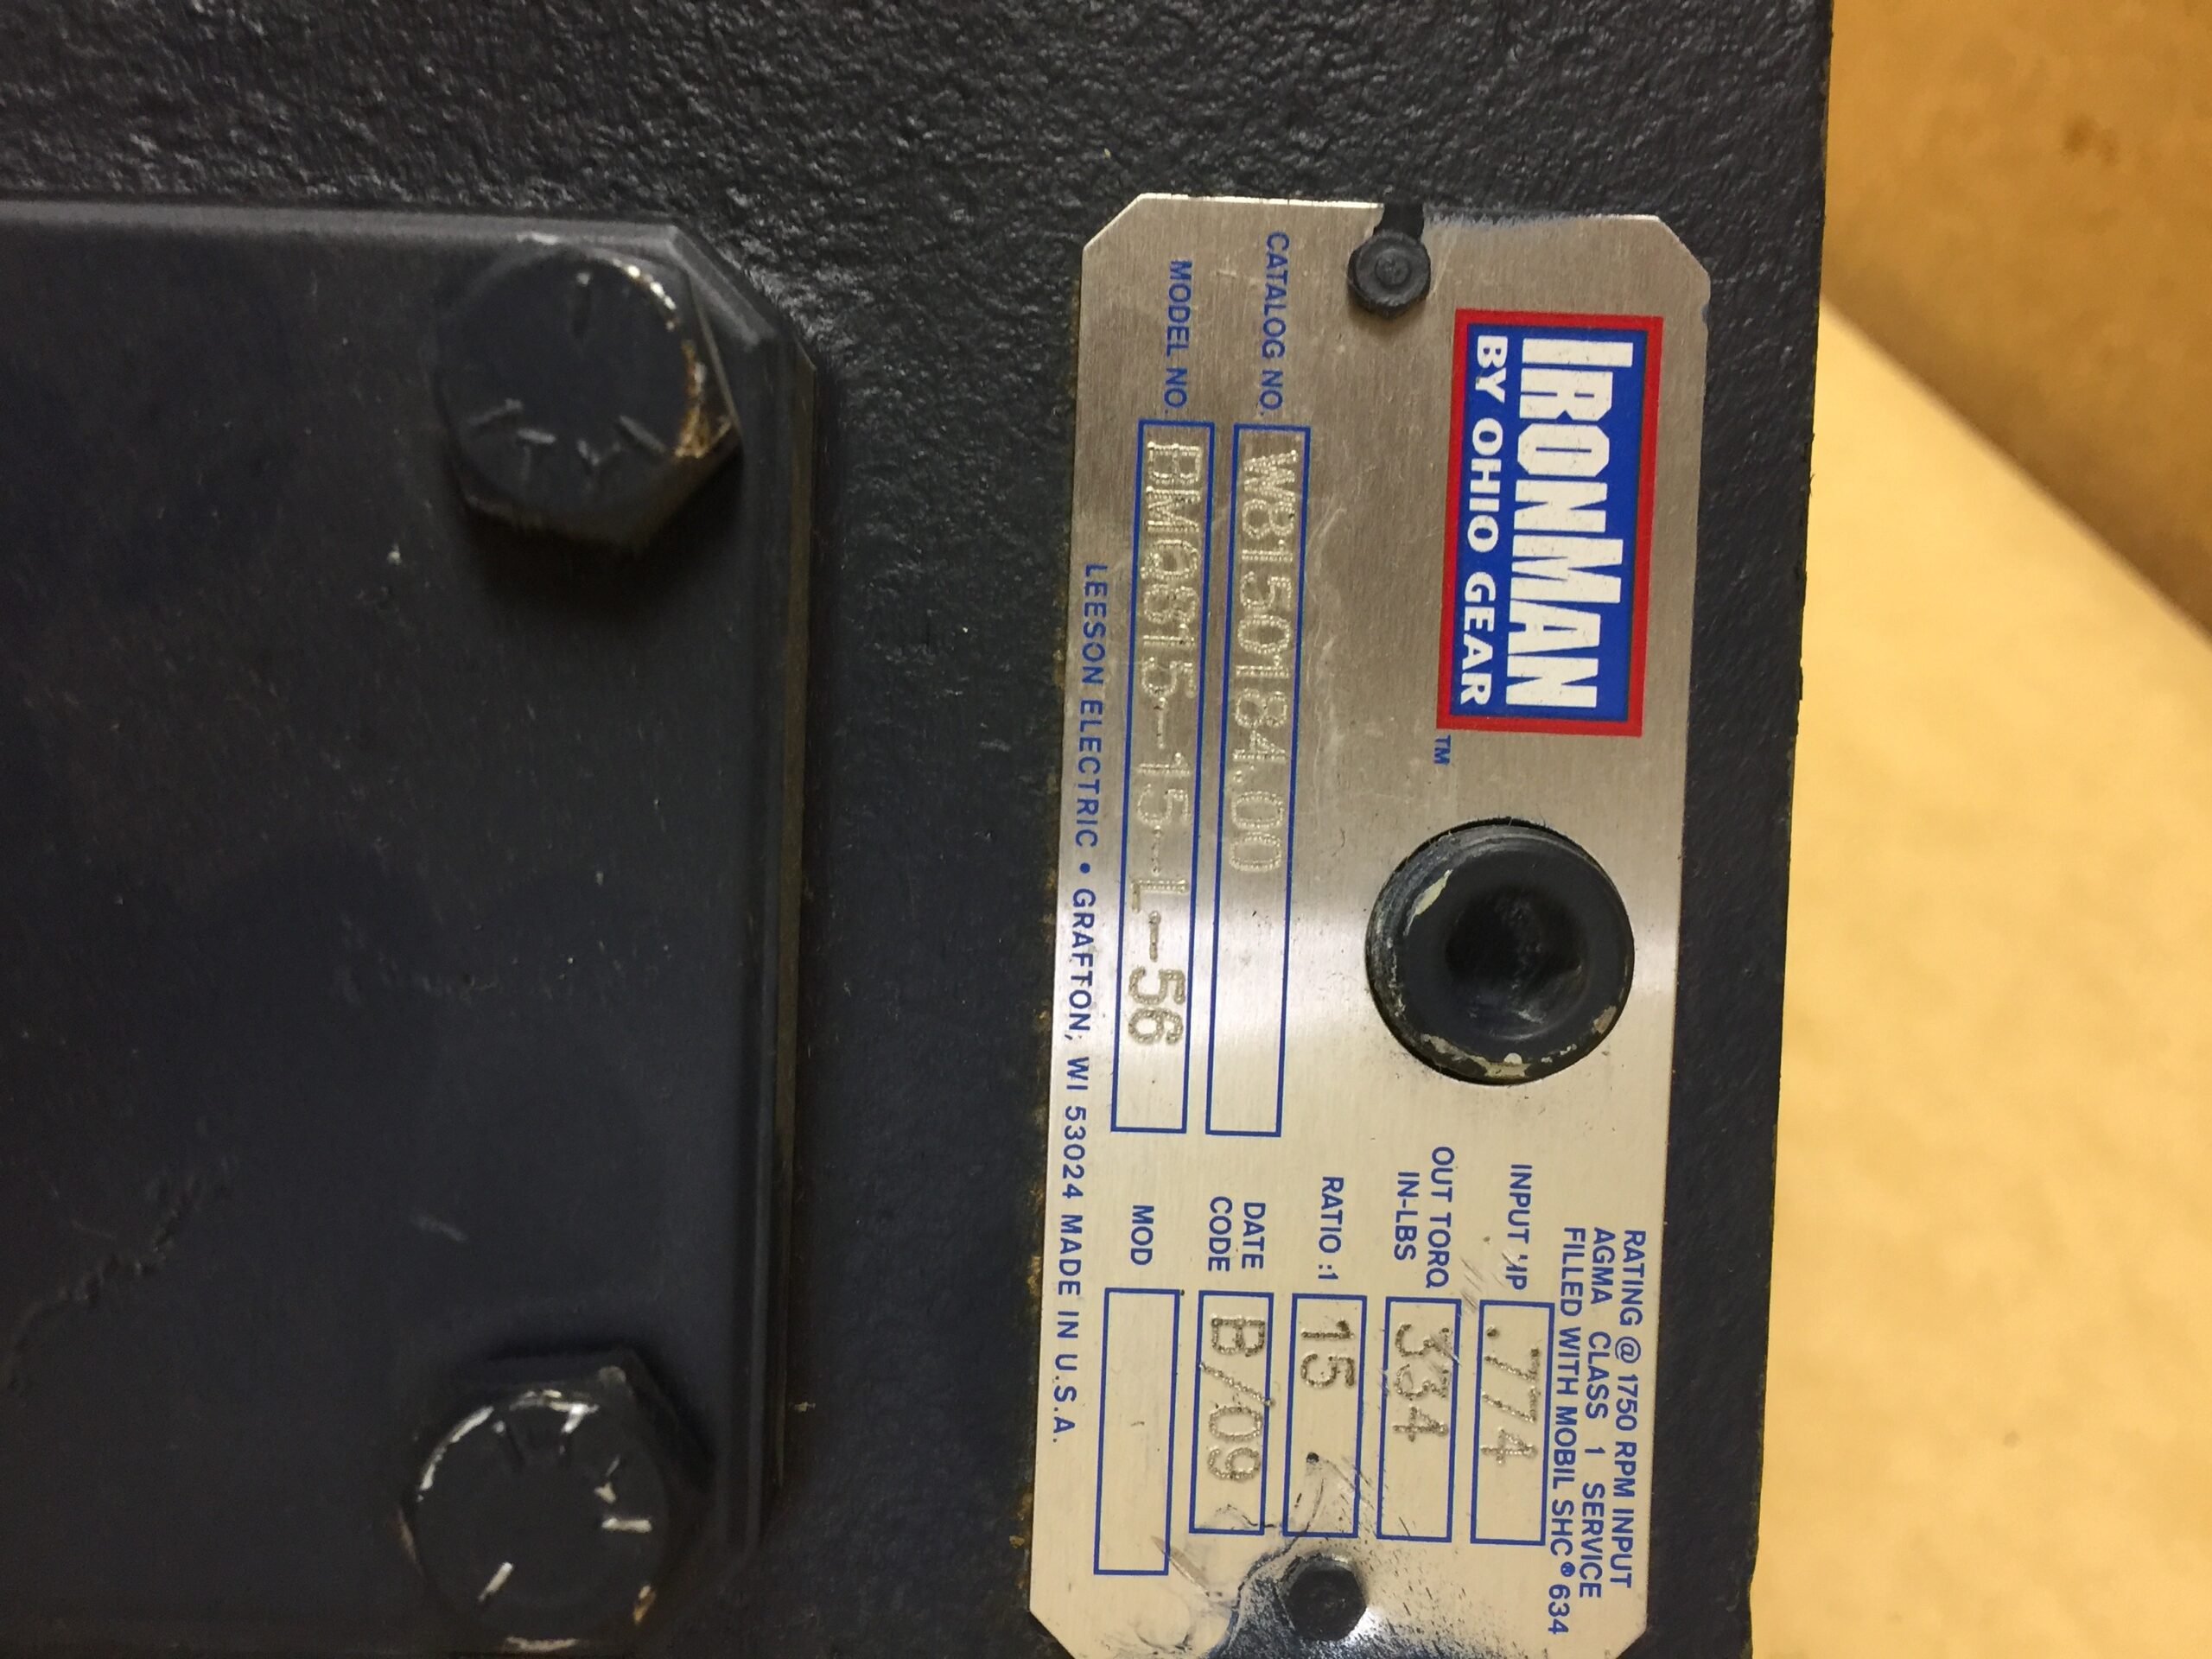 IRONMAN
BY OHIO GEAR
TM
RATING @ 1750 RPM INPUT
AGMA CLASS 1 SERVICE
FILLED WITH MOBIL SHC® 634
INPUT HP .774
OUT TORQ
IN-LBS 334
RATIO :1 15
CATALOG NO. W8150184.00
DATE
CODE B/09
MODEL NO. BMQ815-15-L-56
MOD
LEESON ELECTRIC • GRAFTON, WI 53024 MADE IN U.S.A.